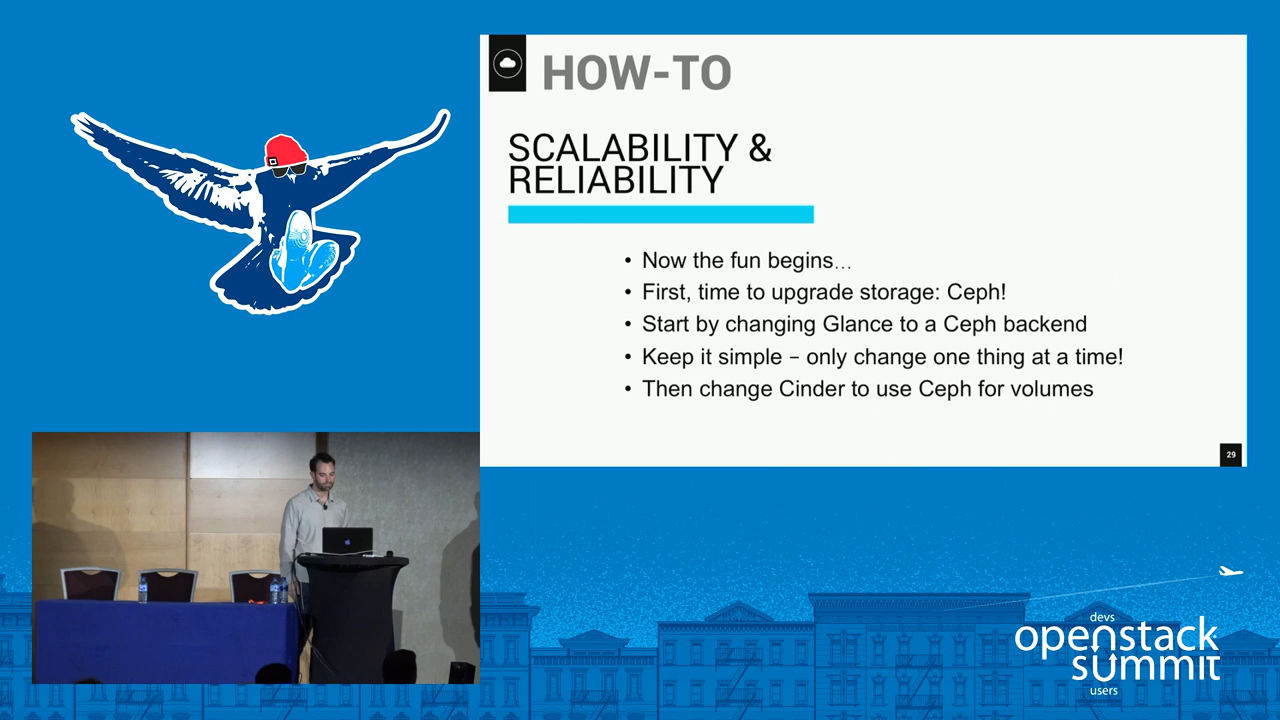 HOW-TO
SCALABILITY &
RELIABILITY
• Now the fun begins...
• First, time to upgrade storage: Ceph!
• Start by changing Glance to a Ceph backend
• Keep it simple – only change one thing at a time!
• Then change Cinder to use Ceph for volumes
29
devs
openstack
summit
users